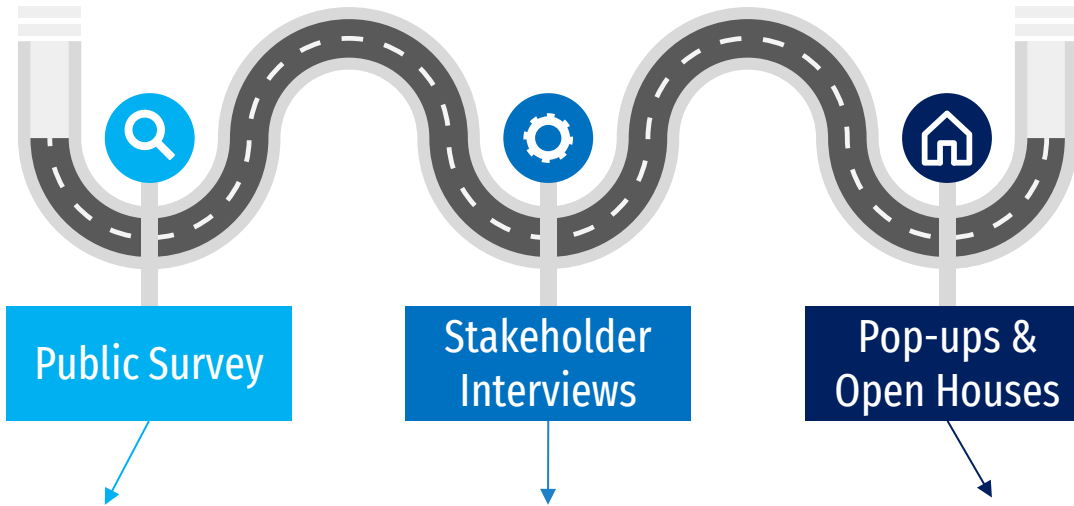 Public Survey
Stakeholder
Interviews
Pop-ups &
Open Houses